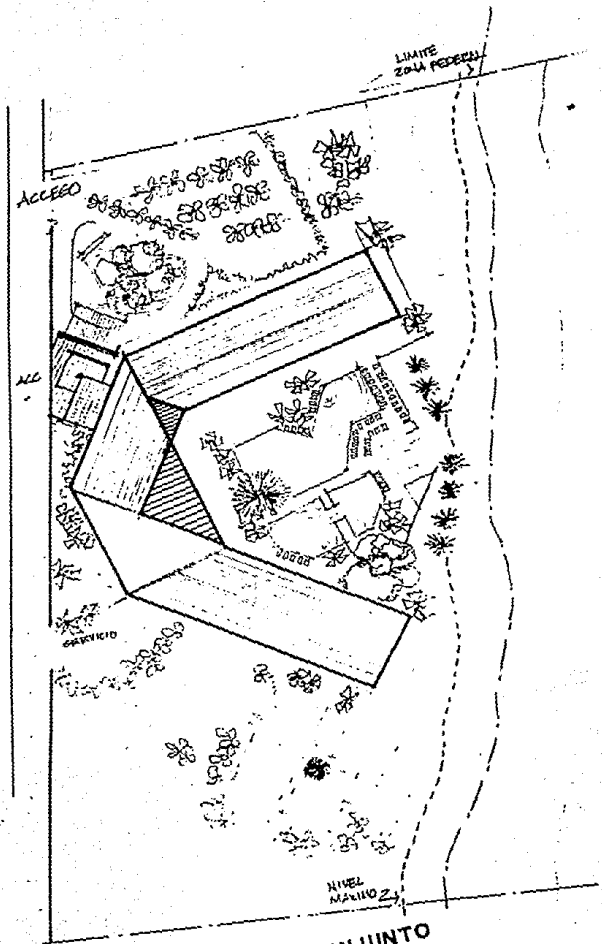 LIMITE
ZONA FEDERAL
ACCESO
ACC
SERVICIO
NIVEL
MAXIMO